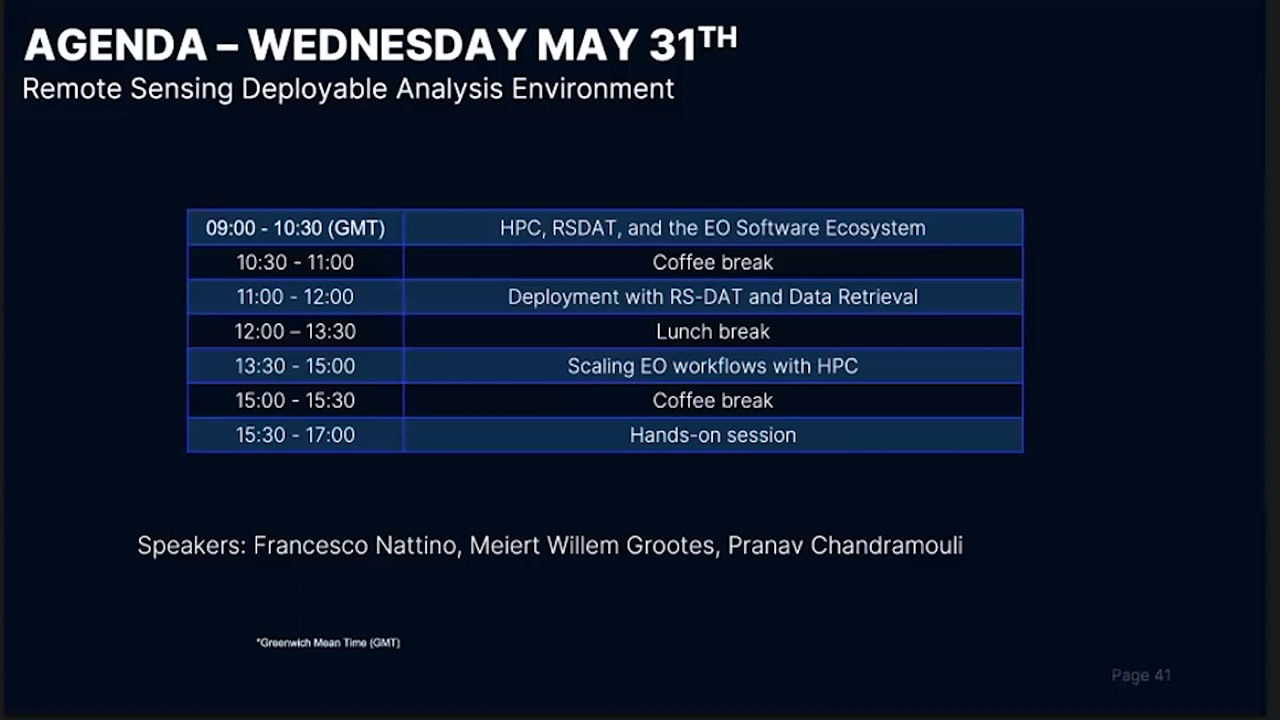 AGENDA – WEDNESDAY MAY 31TH
Remote Sensing Deployable Analysis Environment
09:00 - 10:30 (GMT) HPC, RSDAT, and the EO Software Ecosystem
10:30 - 11:00 Coffee break
11:00 - 12:00 Deployment with RS-DAT and Data Retrieval
12:00 – 13:30 Lunch break
13:30 - 15:00 Scaling EO workflows with HPC
15:00 - 15:30 Coffee break
15:30 - 17:00 Hands-on session
Speakers: Francesco Nattino, Meiert Willem Grootes, Pranav Chandramouli
*Greenwich Mean Time (GMT)
Page 41